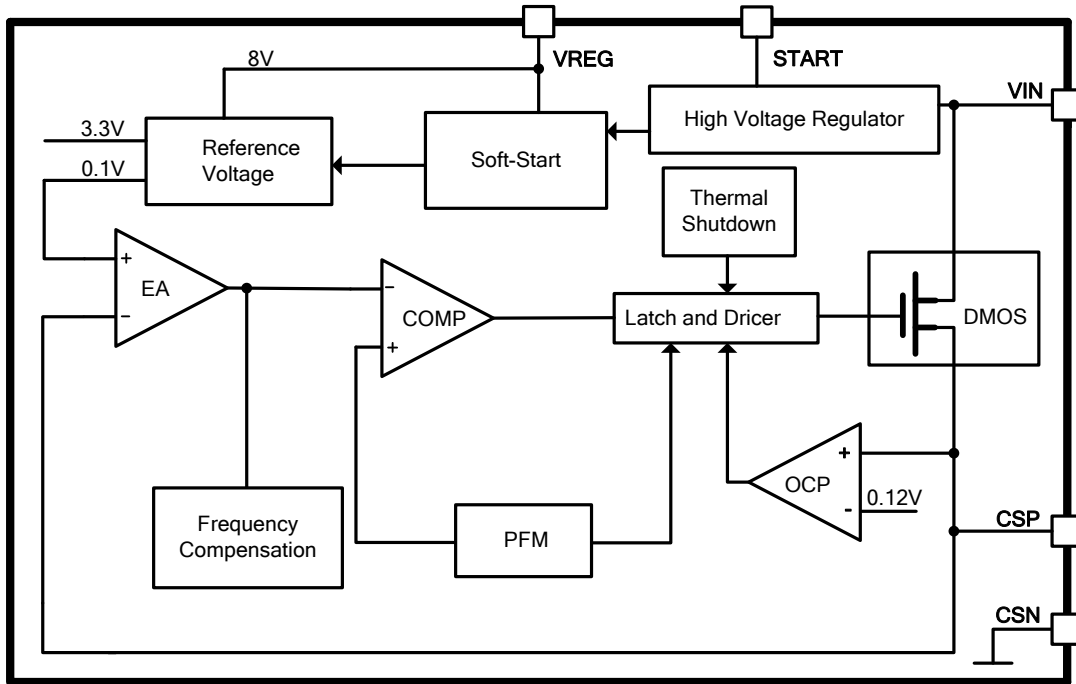 VREG
START
8V
VIN
3.3V
Reference
Voltage
Soft-Start
High Voltage Regulator
0.1V
Thermal
Shutdown
+
EA
−
−
COMP
+
Latch and Dricer
DMOS
+
OCP
-
0.12V
Frequency
Compensation
PFM
CSP
CSN